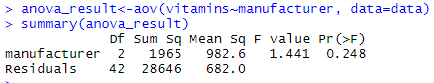 > anova_result<-aov(vitamins~manufacturer, data=data)
> summary(anova_result)
Df Sum Sq Mean Sq F value Pr(>F)
manufacturer 2 1965 982.6 1.441 0.248
Residuals 42 28646 682.0
>